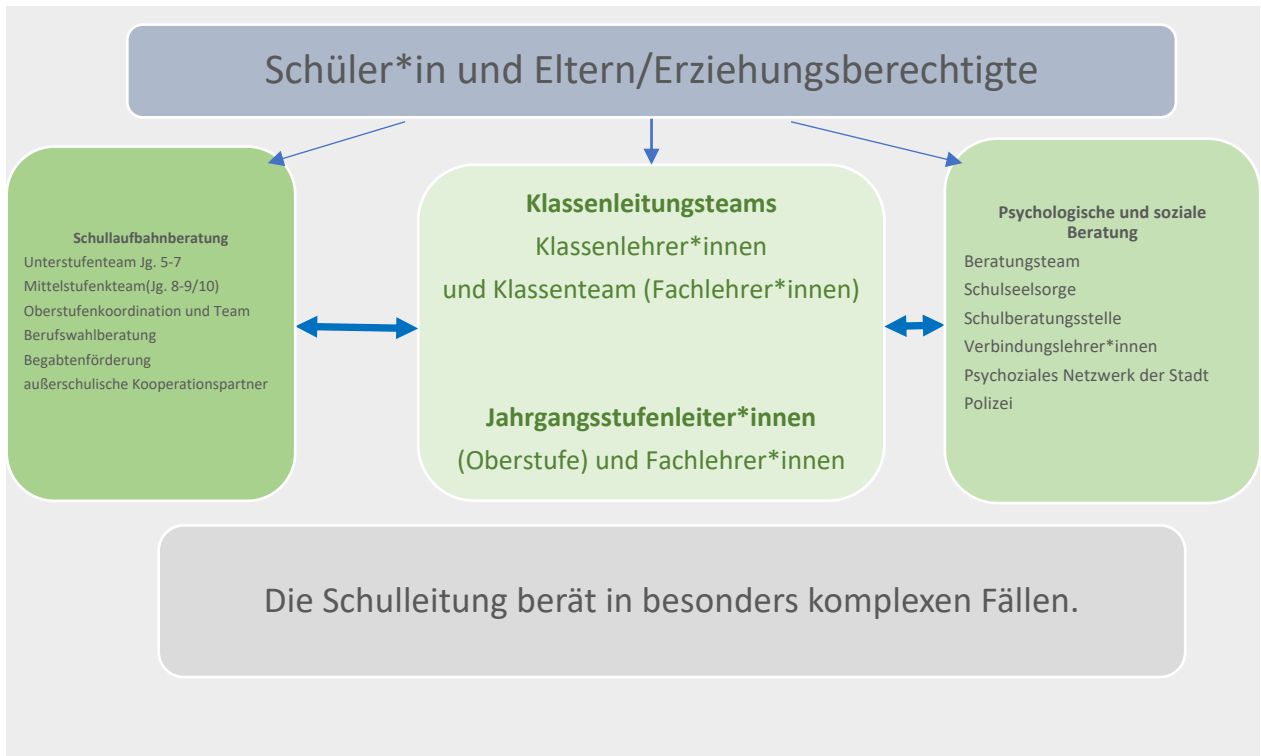 Schüler*in und Eltern/Erziehungsberechtigte
Schullaufbahnberatung
Unterstufenteam Jg. 5-7
Mittelstufenkteam(Jg. 8-9/10)
Oberstufenkoordination und Team
Berufswahlberatung
Begabtenförderung
außerschulische Kooperationspartner
Klassenleitungsteams
Klassenlehrer*innen
und Klassenteam (Fachlehrer*innen)
Jahrgangsstufenleiter*innen
(Oberstufe) und Fachlehrer*innen
Psychologische und soziale
Beratung
Beratungsteam
Schulseelsorge
Schulberatungsstelle
Verbindungslehrer*innen
Psychoziales Netzwerk der Stadt
Polizei
Die Schulleitung berät in besonders komplexen Fällen.